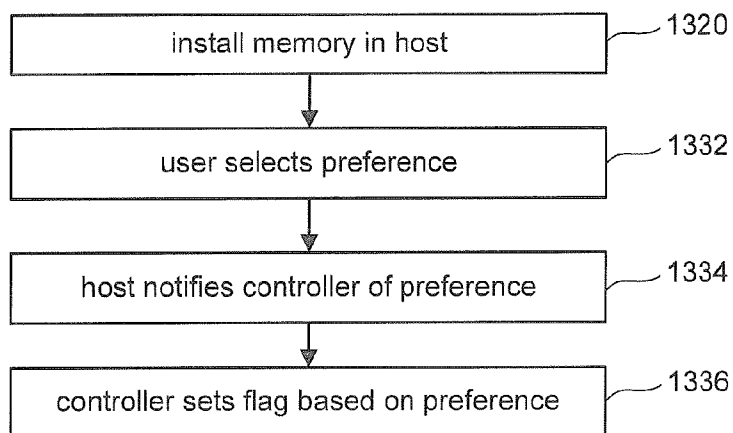 install memory in host
1320
user selects preference
1332
host notifies controller of preference
1334
controller sets flag based on preference
1336